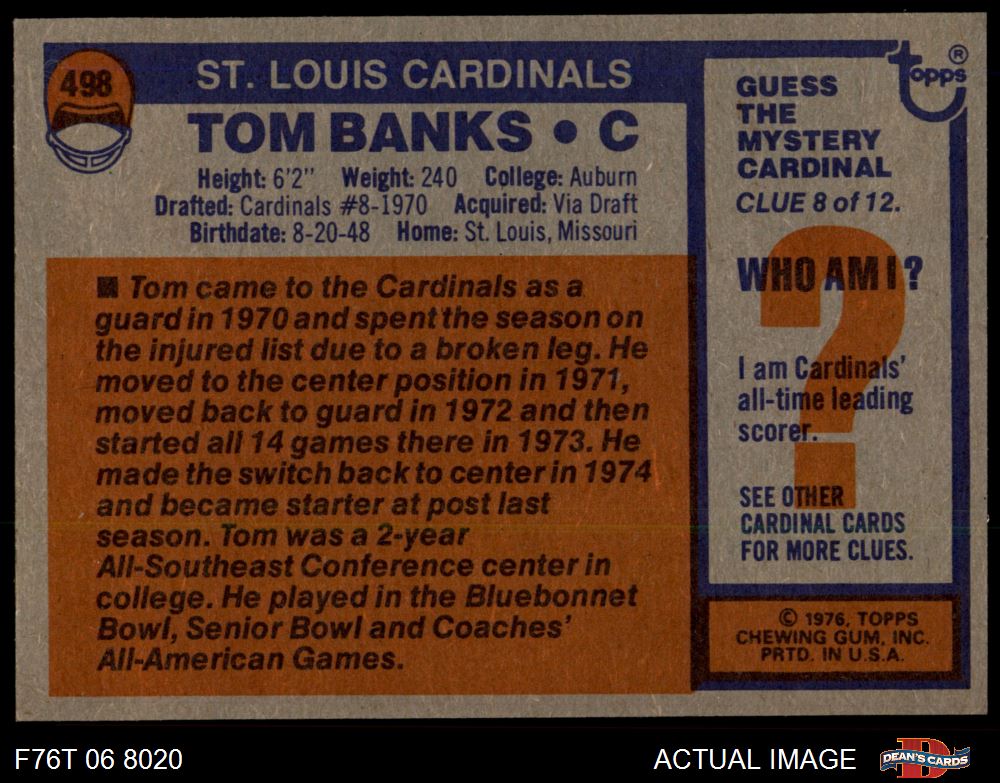 498
ST. LOUIS CARDINALS
TOM BANKS • C
Height: 6'2" Weight: 240 College: Auburn
Drafted: Cardinals #8-1970 Acquired: Via Draft
Birthdate: 8-20-48 Home: St. Louis, Missouri
■ Tom came to the Cardinals as a
guard in 1970 and spent the season on
the injured list due to a broken leg. He
moved to the center position in 1971,
moved back to guard in 1972 and then
started all 14 games there in 1973. He
made the switch back to center in 1974
and became starter at post last
season. Tom was a 2-year
All-Southeast Conference center in
college. He played in the Bluebonnet
Bowl, Senior Bowl and Coaches'
All-American Games.
topps ®
GUESS
THE
MYSTERY
CARDINAL
CLUE 8 of 12.
WHO AM I?
?
I am Cardinals'
all-time leading
scorer.
SEE OTHER
CARDINAL CARDS
FOR MORE CLUES.
© 1976, TOPPS
CHEWING GUM, INC.
PRTD. IN U.S.A.
F76T 06 8020
ACTUAL IMAGE
D
DEAN'S CARDS